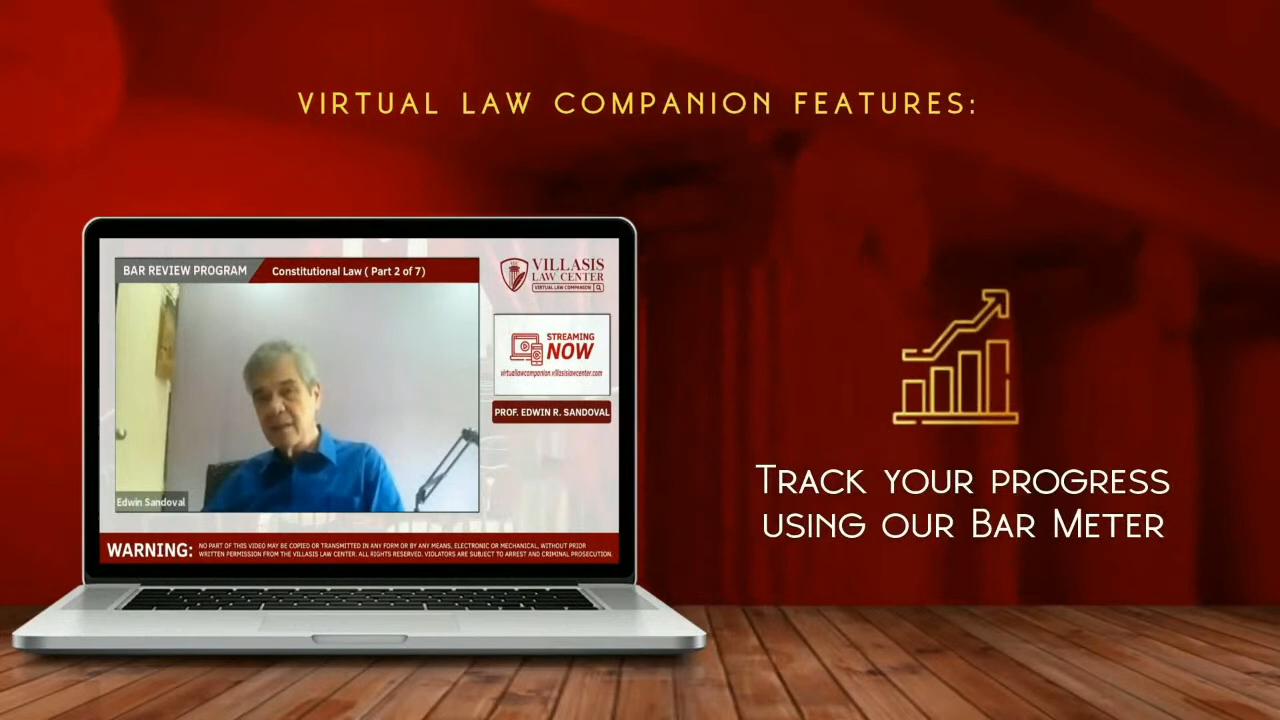 VIRTUAL LAW COMPANION FEATURES:
BAR REVIEW PROGRAM
Constitutional Law ( Part 2 of 7)
VILLASIS
LAW CENTER
VIRTUAL LAW COMPANION
STREAMING
NOW
virtuallawcompanion.villasislawcenter.com
PROF. EDWIN R. SANDOVAL
Edwin Sandoval
WARNING:
NO PART OF THIS VIDEO MAY BE COPIED OR TRANSMITTED IN ANY FORM OR BY ANY MEANS, ELECTRONIC OR MECHANICAL, WITHOUT PRIOR
WRITTEN PERMISSION FROM THE VILLASIS LAW CENTER. ALL RIGHTS RESERVED. VIOLATORS ARE SUBJECT TO ARREST AND CRIMINAL PROSECUTION.
TRACK YOUR PROGRESS
USING OUR BAR METER